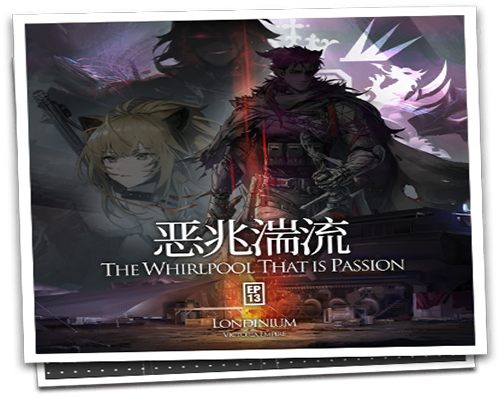 恶兆湍流
THE WHIRLPOOL THAT IS PASSION
EP
13
LONDINIUM
VICTORIA EMPIRE